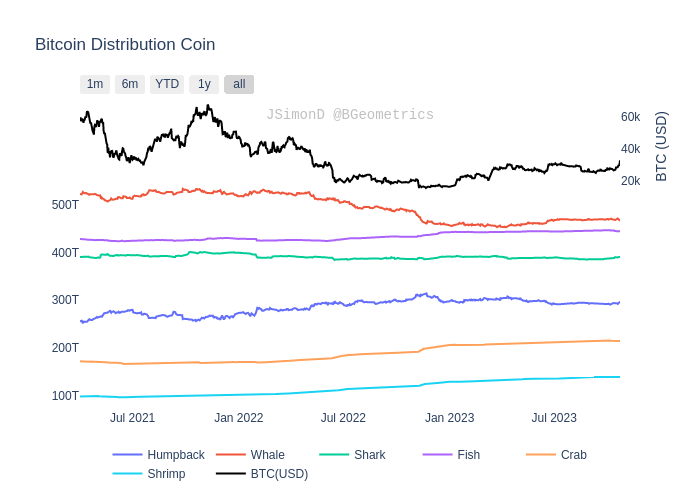 Bitcoin Distribution Coin
1m 6m YTD 1y all
JSimonD @BGeometrics
60k
40k
20k
BTC (USD)
500T
400T
300T
200T
100T
Jul 2021 Jan 2022 Jul 2022 Jan 2023 Jul 2023
Humpback Whale Shark Fish Crab
Shrimp BTC(USD)